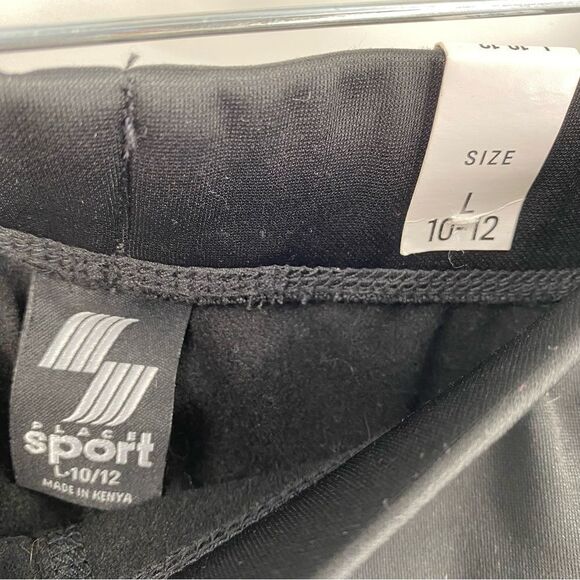 SIZE
L
10-12
PLACE
sport
L-10/12
MADE IN KENYA